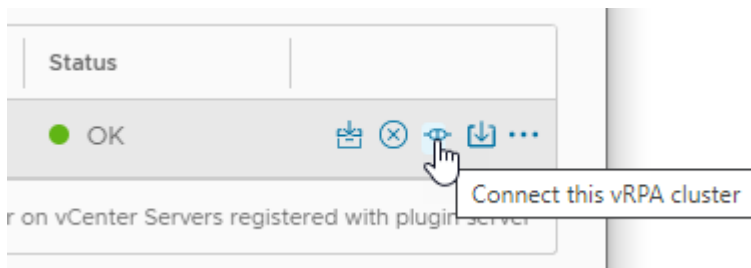 Status
OK
Connect this vRPA cluster
r on vCenter Servers registered with plugin server